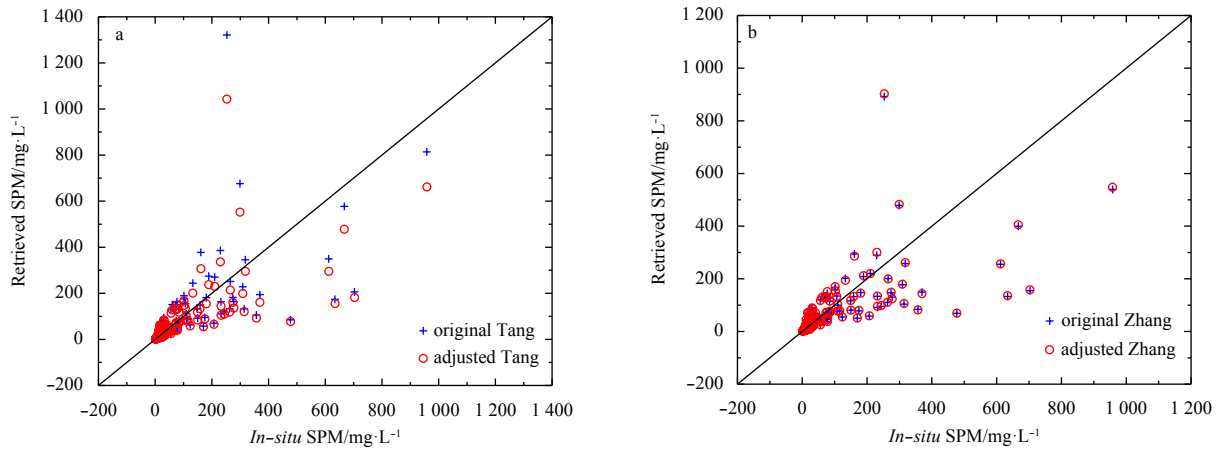 a
Retrieved SPM/mg·L⁻¹
1 400
1 200
1 000
800
600
400
200
0
−200
−200 0 200 400 600 800 1 000 1 200 1 400
In−situ SPM/mg·L⁻¹
original Tang
adjusted Tang
b
Retrieved SPM/mg·L⁻¹
1 200
1 000
800
600
400
200
0
−200
−200 0 200 400 600 800 1 000 1 200
In−situ SPM/mg·L⁻¹
original Zhang
adjusted Zhang